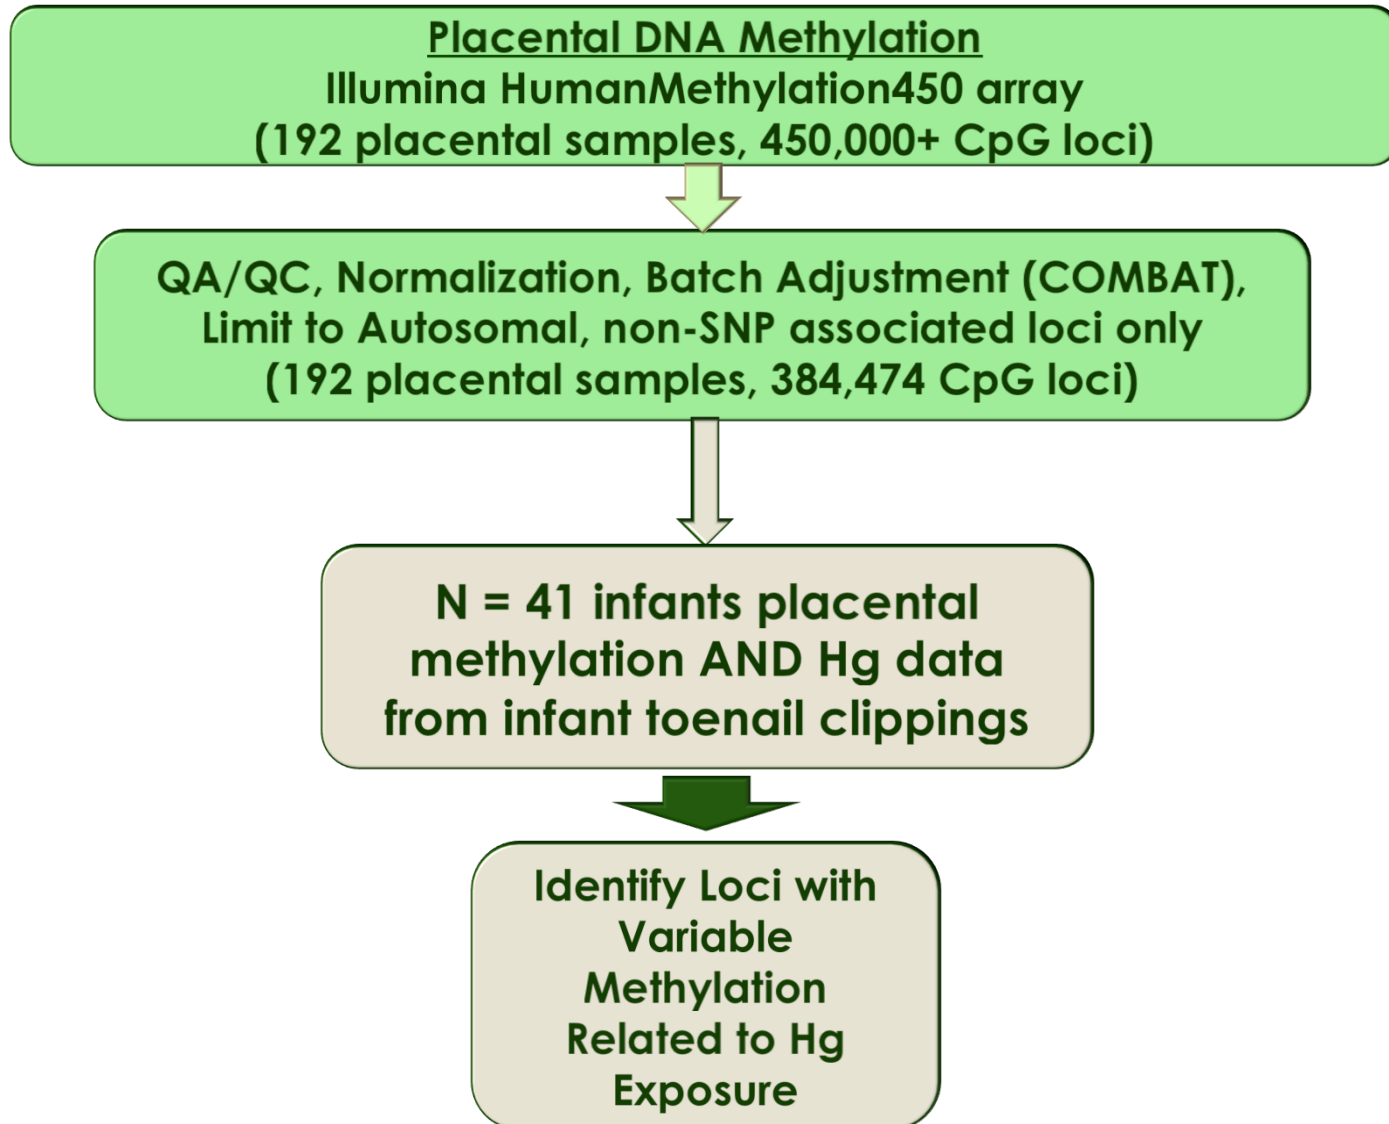 Placental DNA Methylation
Illumina HumanMethylation450 array
(192 placental samples, 450,000+ CpG loci)
QA/QC, Normalization, Batch Adjustment (COMBAT),
Limit to Autosomal, non-SNP associated loci only
(192 placental samples, 384,474 CpG loci)
N = 41 infants placental
methylation AND Hg data
from infant toenail clippings
Identify Loci with
Variable
Methylation
Related to Hg
Exposure